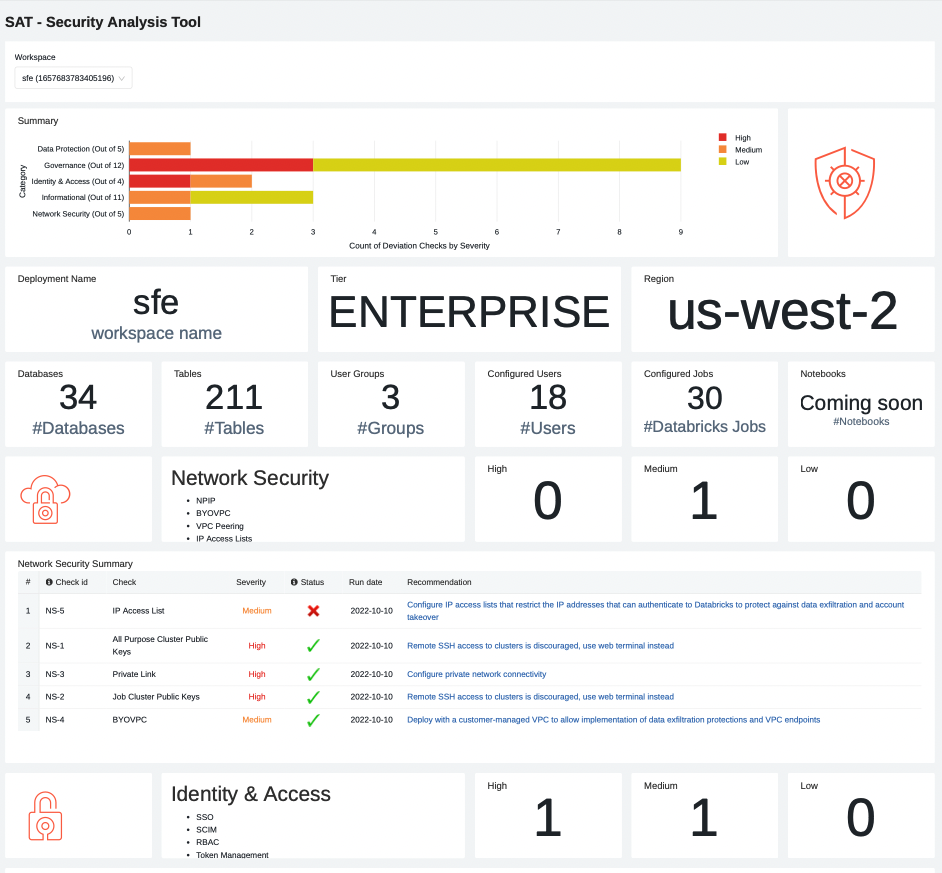 SAT - Security Analysis Tool
Workspace
sfe (1657683783405196)
Summary
Category
Data Protection (Out of 5)
Governance (Out of 12)
Identity & Access (Out of 4)
Informational (Out of 11)
Network Security (Out of 5)
0 1 2 3 4 5 6 7 8 9
Count of Deviation Checks by Severity
High
Medium
Low
Deployment Name
sfe
workspace name
Tier
ENTERPRISE
Region
us-west-2
Databases
34
#Databases
Tables
211
#Tables
User Groups
3
#Groups
Configured Users
18
#Users
Configured Jobs
30
#Databricks Jobs
Notebooks
Coming soon
#Notebooks
Network Security
• NPIP
• BYOVPC
• VPC Peering
• IP Access Lists
High
0
Medium
1
Low
0
Network Security Summary
# Check id Check Severity Status Run date Recommendation
1 NS-5 IP Access List Medium 2022-10-10 Configure IP access lists that restrict the IP addresses that can authenticate to Databricks to protect against data exfiltration and account
takeover
2 NS-1 All Purpose Cluster Public
Keys High 2022-10-10 Remote SSH access to clusters is discouraged, use web terminal instead
3 NS-3 Private Link High 2022-10-10 Configure private network connectivity
4 NS-2 Job Cluster Public Keys High 2022-10-10 Remote SSH access to clusters is discouraged, use web terminal instead
5 NS-4 BYOVPC Medium 2022-10-10 Deploy with a customer-managed VPC to allow implementation of data exfiltration protections and VPC endpoints
Identity & Access
• SSO
• SCIM
• RBAC
• Token Management
High
1
Medium
1
Low
0